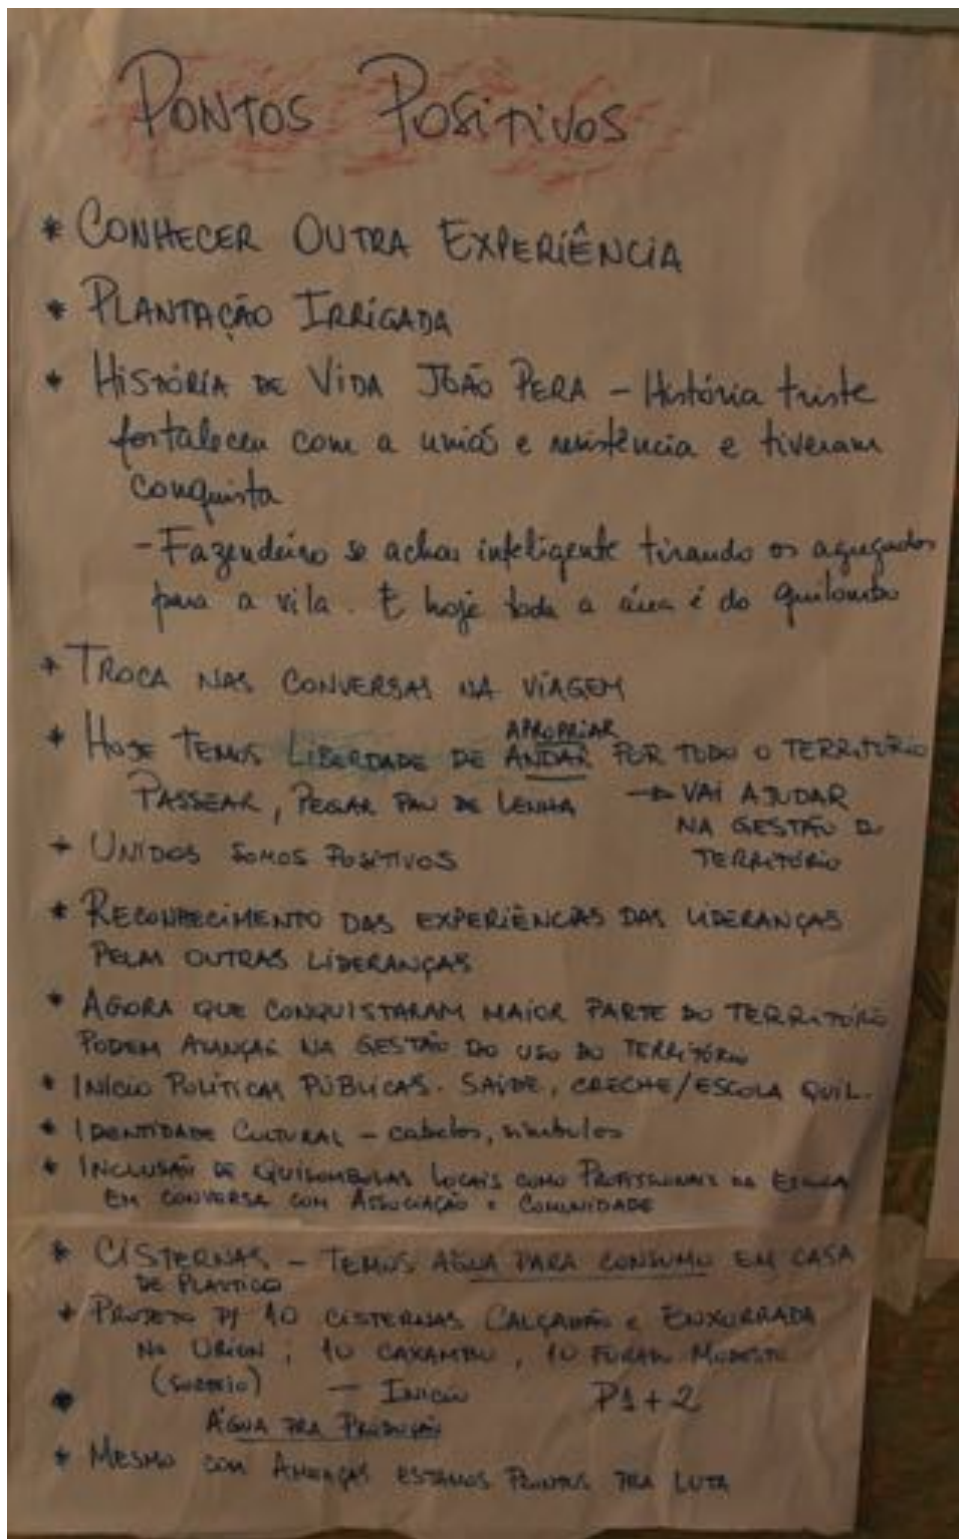 PONTOS POSITIVOS
* CONHECER OUTRA EXPERIÊNCIA
* PLANTAÇÃO IRRIGADA
* HISTÓRIA DE VIDA JOÃO PERA – História triste
fortaleceu com a união e resistência e tiveram
conquista
- Fazendeiro se achou inteligente tirando os agregados
para a vila. E hoje toda a área é do quilombo
* TROCA NAS CONVERSAS NA VIAGEM
APROPRIAR
* HOJE TEMOS LIBERDADE DE ANDAR POR TODO O TERRITÓRIO
PASSEAR, PEGAR PAU DE LENHA → VAI AJUDAR
NA GESTÃO DO
* UNIDOS SOMOS POSITIVOS TERRITÓRIO
* RECONHECIMENTO DAS EXPERIÊNCIAS DAS LIDERANÇAS
PELAS OUTRAS LIDERANÇAS
* AGORA QUE CONQUISTARAM MAIOR PARTE DO TERRITÓRIO
PODEM AVANÇAR NA GESTÃO DO USO DO TERRITÓRIO
* INÍCIO POLÍTICAS PÚBLICAS. SAÚDE, CRECHE/ESCOLA QUIL.
* IDENTIDADE CULTURAL – cabelos, símbolos
* INCLUSÃO DE QUILOMBOLAS LOCAIS COMO PROFISSIONAIS NA ESCOLA
EM CONVERSA COM ASSOCIAÇÃO E COMUNIDADE
* CISTERNAS – TEMOS ÁGUA PARA CONSUMO EM CASA
DE PLÁSTICO
* PROJETO P/ 10 CISTERNAS CALÇADÃO E ENXURRADA
NO , 10 CAXAMBU, 10 FURADO MODESTO
(SORTEIO) – INÍCIO P1+2
* ÁGUA PRA PRODUÇÃO
* MESMO COM AMEAÇAS ESTAMOS PRONTOS PRA LUTA